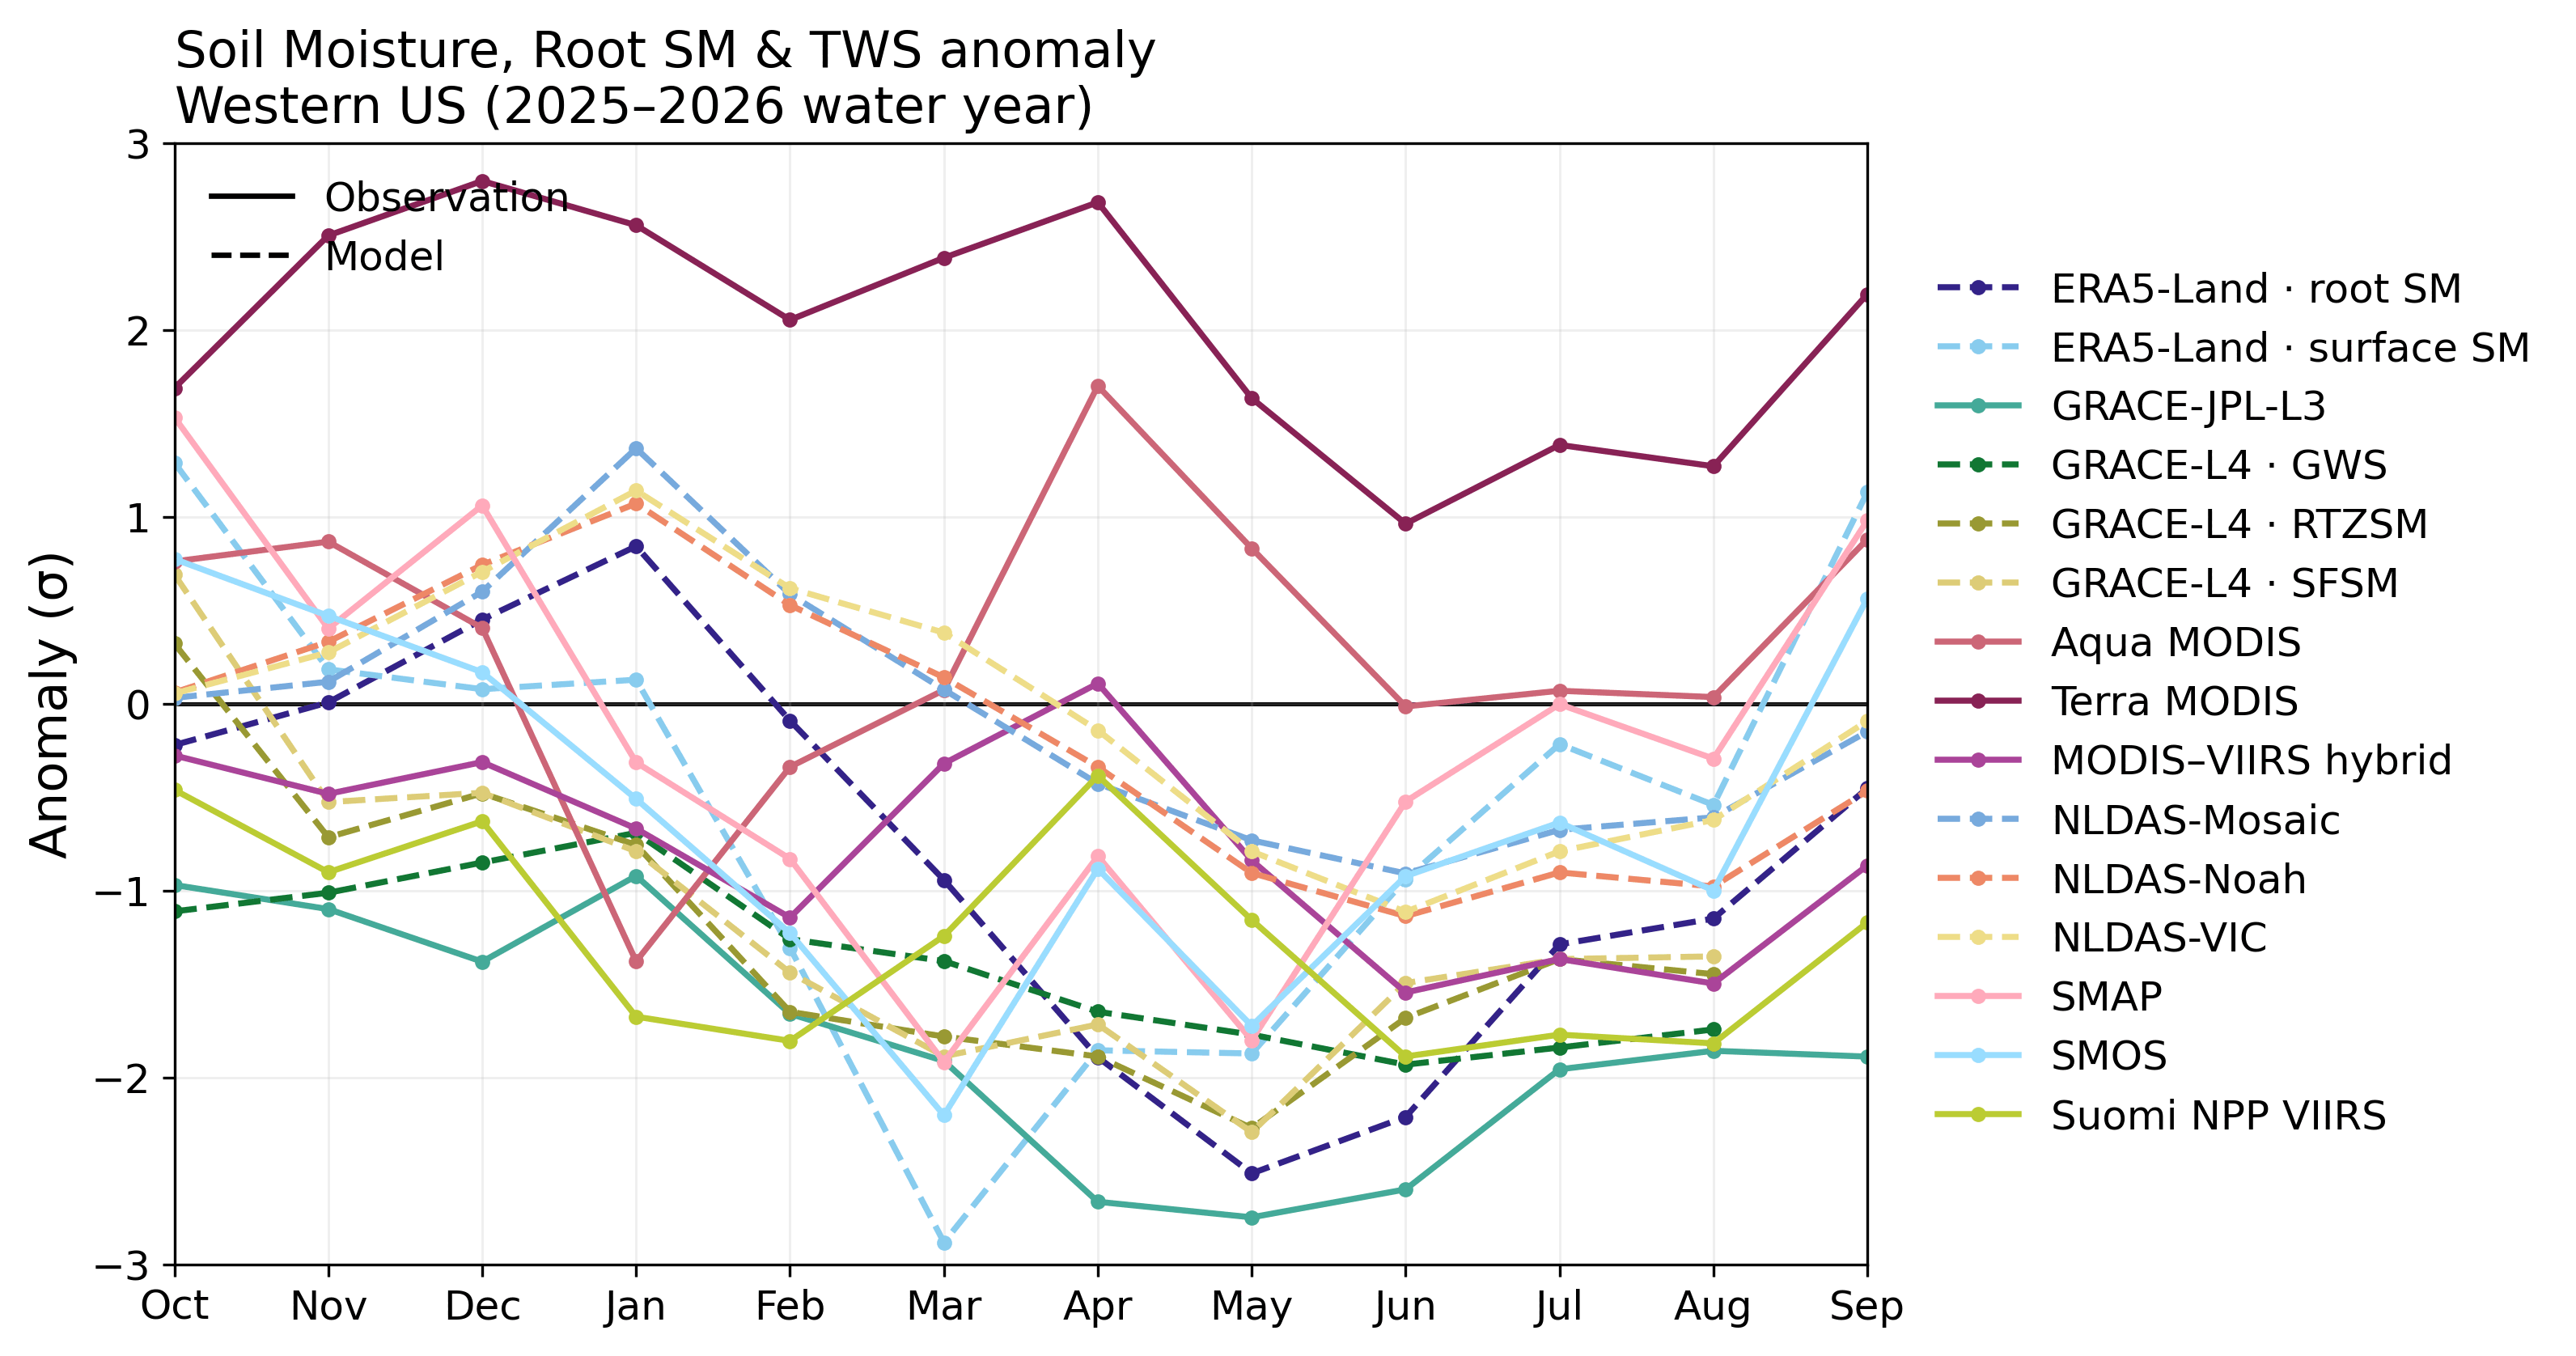 Soil Moisture, Root SM & TWS anomaly
Western US (2025–2026 water year)
Anomaly (σ)
3
2
1
0
−1
−2
−3
Observation
Model
Oct Nov Dec Jan Feb Mar Apr May Jun Jul Aug Sep
ERA5-Land · root SM
ERA5-Land · surface SM
GRACE-JPL-L3
GRACE-L4 · GWS
GRACE-L4 · RTZSM
GRACE-L4 · SFSM
Aqua MODIS
Terra MODIS
MODIS–VIIRS hybrid
NLDAS-Mosaic
NLDAS-Noah
NLDAS-VIC
SMAP
SMOS
Suomi NPP VIIRS